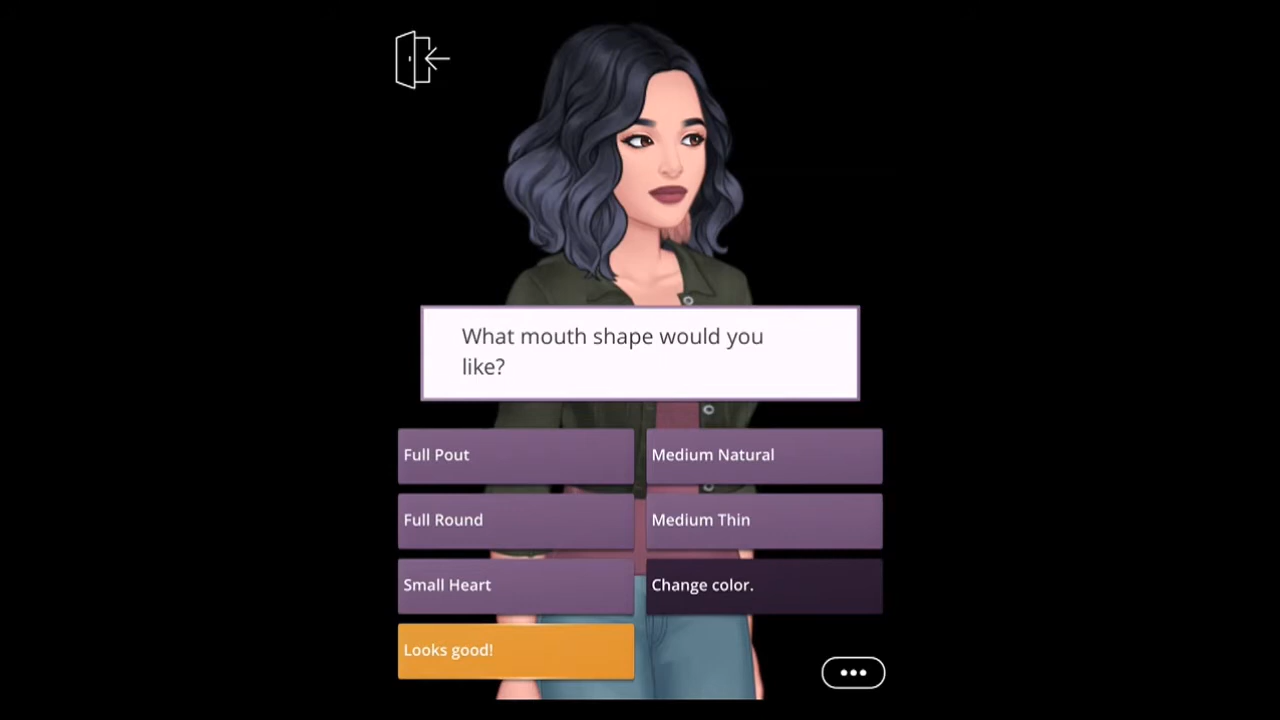 What mouth shape would you
like?
Full Pout
Medium Natural
Full Round
Medium Thin
Small Heart
Change color.
Looks good!